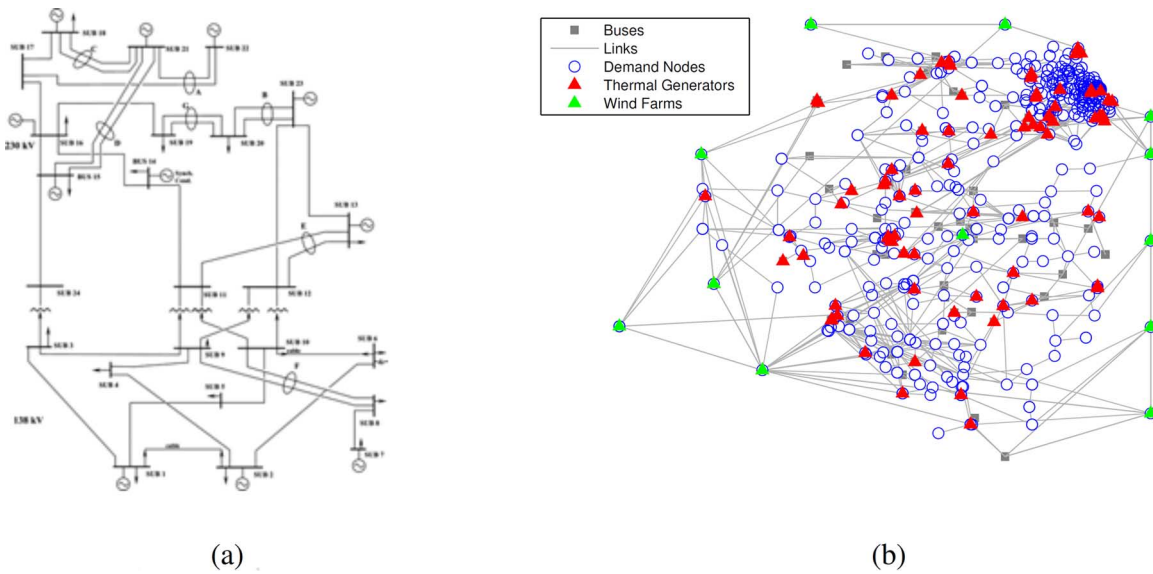 SUB 18
SUB 17
SUB 21
SUB 22
C
A
SUB 23
B
G
D
SUB 16
SUB 19
SUB 20
230 kV
BUS 14
Synch.
Cond.
BUS 15
SUB 13
E
SUB 24
SUB 11
SUB 12
SUB 3
SUB 9
SUB 10
SUB 6
cable
F
SUB 4
SUB 5
138 kV
SUB 8
cable
SUB 7
SUB 1
SUB 2
(a)
Buses
Links
Demand Nodes
Thermal Generators
Wind Farms
(b)